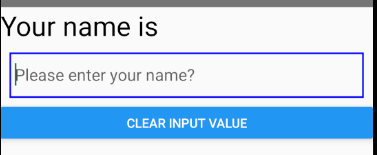 Your name is
Please enter your name?
CLEAR INPUT VALUE